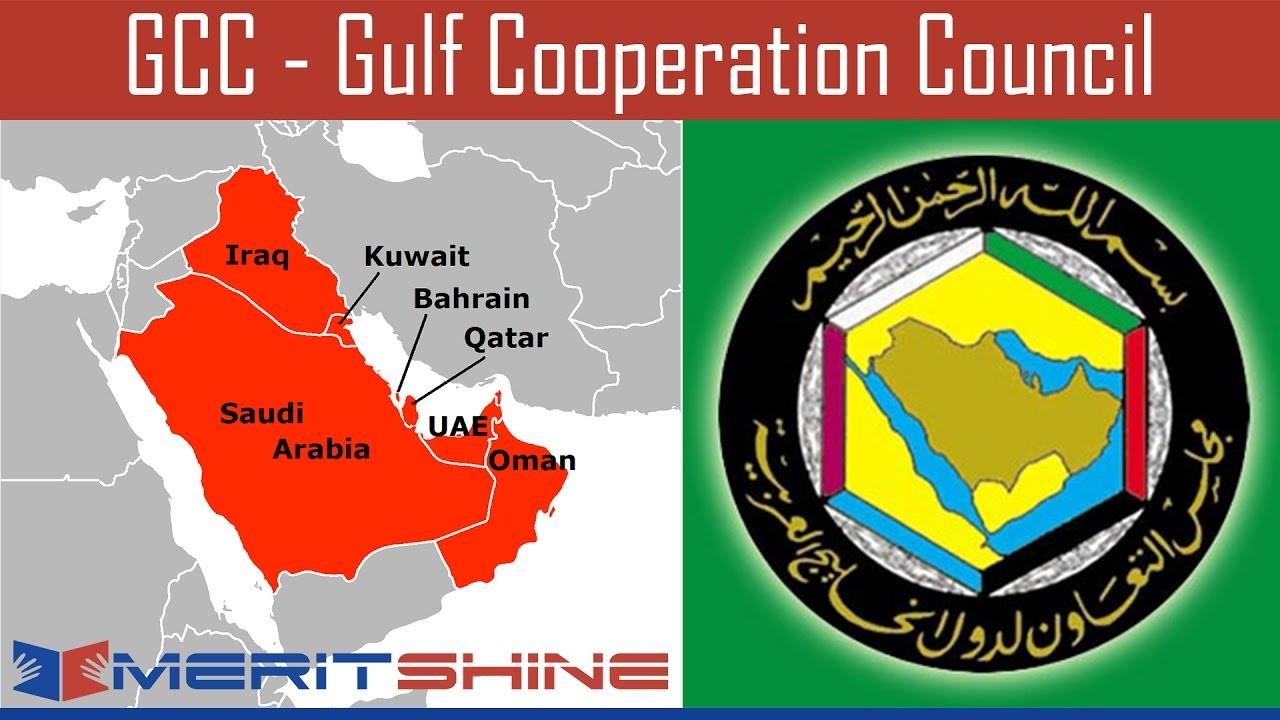 GCC - Gulf Cooperation Council
Iraq
Kuwait
Bahrain
Qatar
Saudi
Arabia
UAE
Oman
بسم الله الرحمن الرحيم
مجلس التعاون لدول الخليج العربية
MERITSHINE